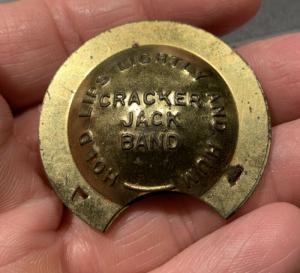 HOLD LIPS LIGHTLY AND HUM
CRACKER
JACK
BAND